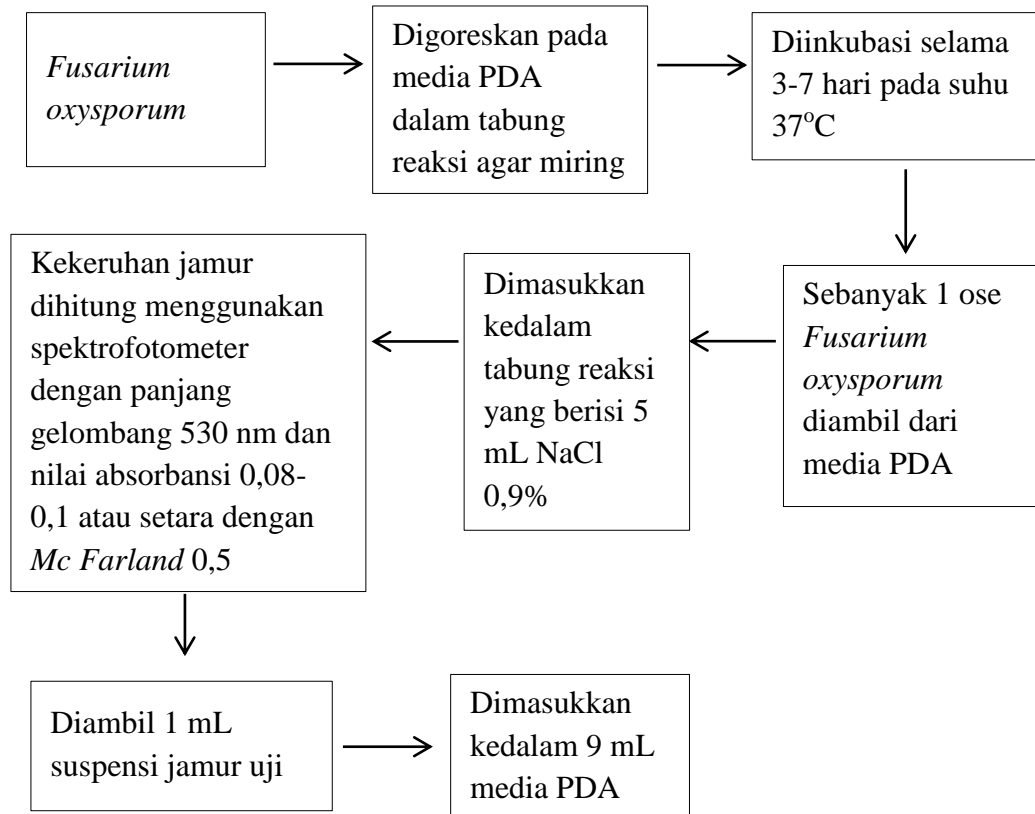 Fusarium
oxysporum
Digoreskan pada
media PDA
dalam tabung
reaksi agar miring
Diinkubasi selama
3-7 hari pada suhu
37°C
Sebanyak 1 ose
Fusarium
oxysporum
diambil dari
media PDA
Dimasukkan
kedalam
tabung reaksi
yang berisi 5
mL NaCl
0,9%
Kekeruhan jamur
dihitung menggunakan
spektrofotometer
dengan panjang
gelombang 530 nm dan
nilai absorbansi 0,08-
0,1 atau setara dengan
Mc Farland 0,5
Diambil 1 mL
suspensi jamur uji
Dimasukkan
kedalam 9 mL
media PDA